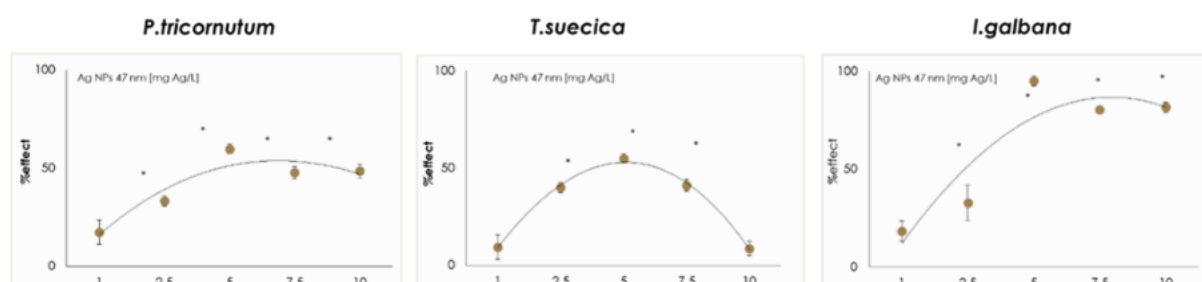 P.tricornutum
T.suecica
I.galbana
Ag NPs 47 nm [mg Ag/L]
100
50
0
%effect
1 2.5 5 7.5 10
Ag NPs 47 nm [mg Ag/L]
100
50
0
%effect
1 2.5 5 7.5 10
Ag NPs 47 nm [mg Ag/L]
100
50
0
%effect
1 2.5 5 7.5 10